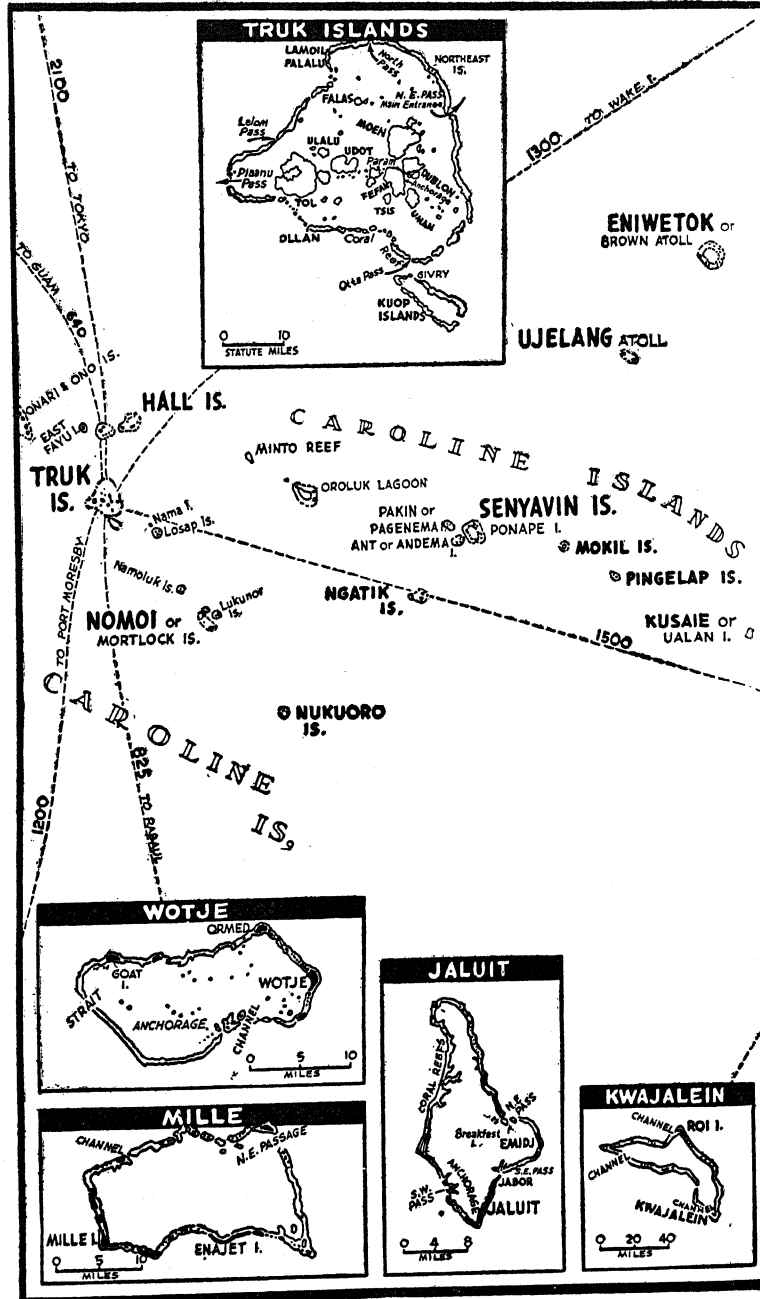 TRUK ISLANDS
LAMOIL
PALALU
North
Pass
NORTHEAST
IS.
FALAS
N.E. PASS
Main Entrance
Lelom
Pass
MOEN
ULALU
UDOT
Param
Piaanu
Pass
DUBLON
Anchorage
TOL
FEFAN
TSIS
UMAN
OLLAN
Coral
Reef
Otta Pass
GIVRY
KUOP
ISLANDS
0 10
STATUTE MILES
2100
TO TOKYO
TO GUAM
640
1300
TO WAKE I.
ENIWETOK or
BROWN ATOLL
UJELANG ATOLL
ONARI & ONO IS.
HALL IS.
EAST
FAYU I.
CAROLINE ISLANDS
MINTO REEF
TRUK
IS.
OROLUK LAGOON
Nama I.
Losap Is.
PAKIN or
PAGENEMA
SENYAVIN IS.
PONAPE I.
ANT or ANDEMA
I.
MOKIL IS.
PINGELAP IS.
Namoluk Is.
NGATIK
IS.
Lukunor
Is.
NOMOI or
MORTLOCK IS.
KUSAIE or
UALAN I.
1500
TO PORT MORESBY
1200
NUKUORO
IS.
CAROLINE
IS,
825
TO RABAUL
WOTJE
ORMED
GOAT
I.
WOTJE
STRAIT
ANCHORAGE
CHANNEL
0 5 10
MILES
MILLE
CHANNEL
N.E. PASSAGE
MILLE I.
ENAJET I.
0 5 10
MILES
JALUIT
CORAL REEFS
N.E.
PASS
Breakfast
I.
EMIDJ
S.E. PASS
JABOR
ANCHORAGE
S.W.
PASS
JALUIT
0 4 8
MILES
KWAJALEIN
CHANNEL
ROI I.
CHANNEL
CHANNEL
KWAJALEIN
0 20 40
MILES